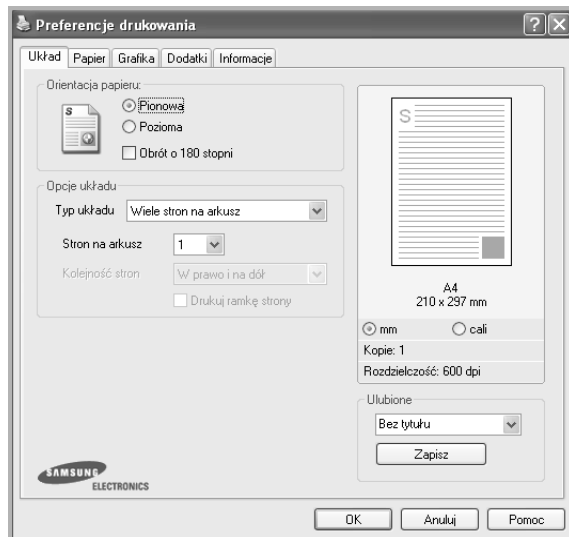 Preferencje drukowania
Układ Papier Grafika Dodatki Informacje
Orientacja papieru:
S
Pionowa
Pozioma
Obrót o 180 stopni
Opcje układu
Typ układu Wiele stron na arkusz
Stron na arkusz 1
Kolejność stron W prawo i na dół
Drukuj ramkę strony
S
A4
210 x 297 mm
mm cali
Kopie: 1
Rozdzielczość: 600 dpi
Ulubione
Bez tytułu
Zapisz
SAMSUNG
ELECTRONICS
OK Anuluj Pomoc